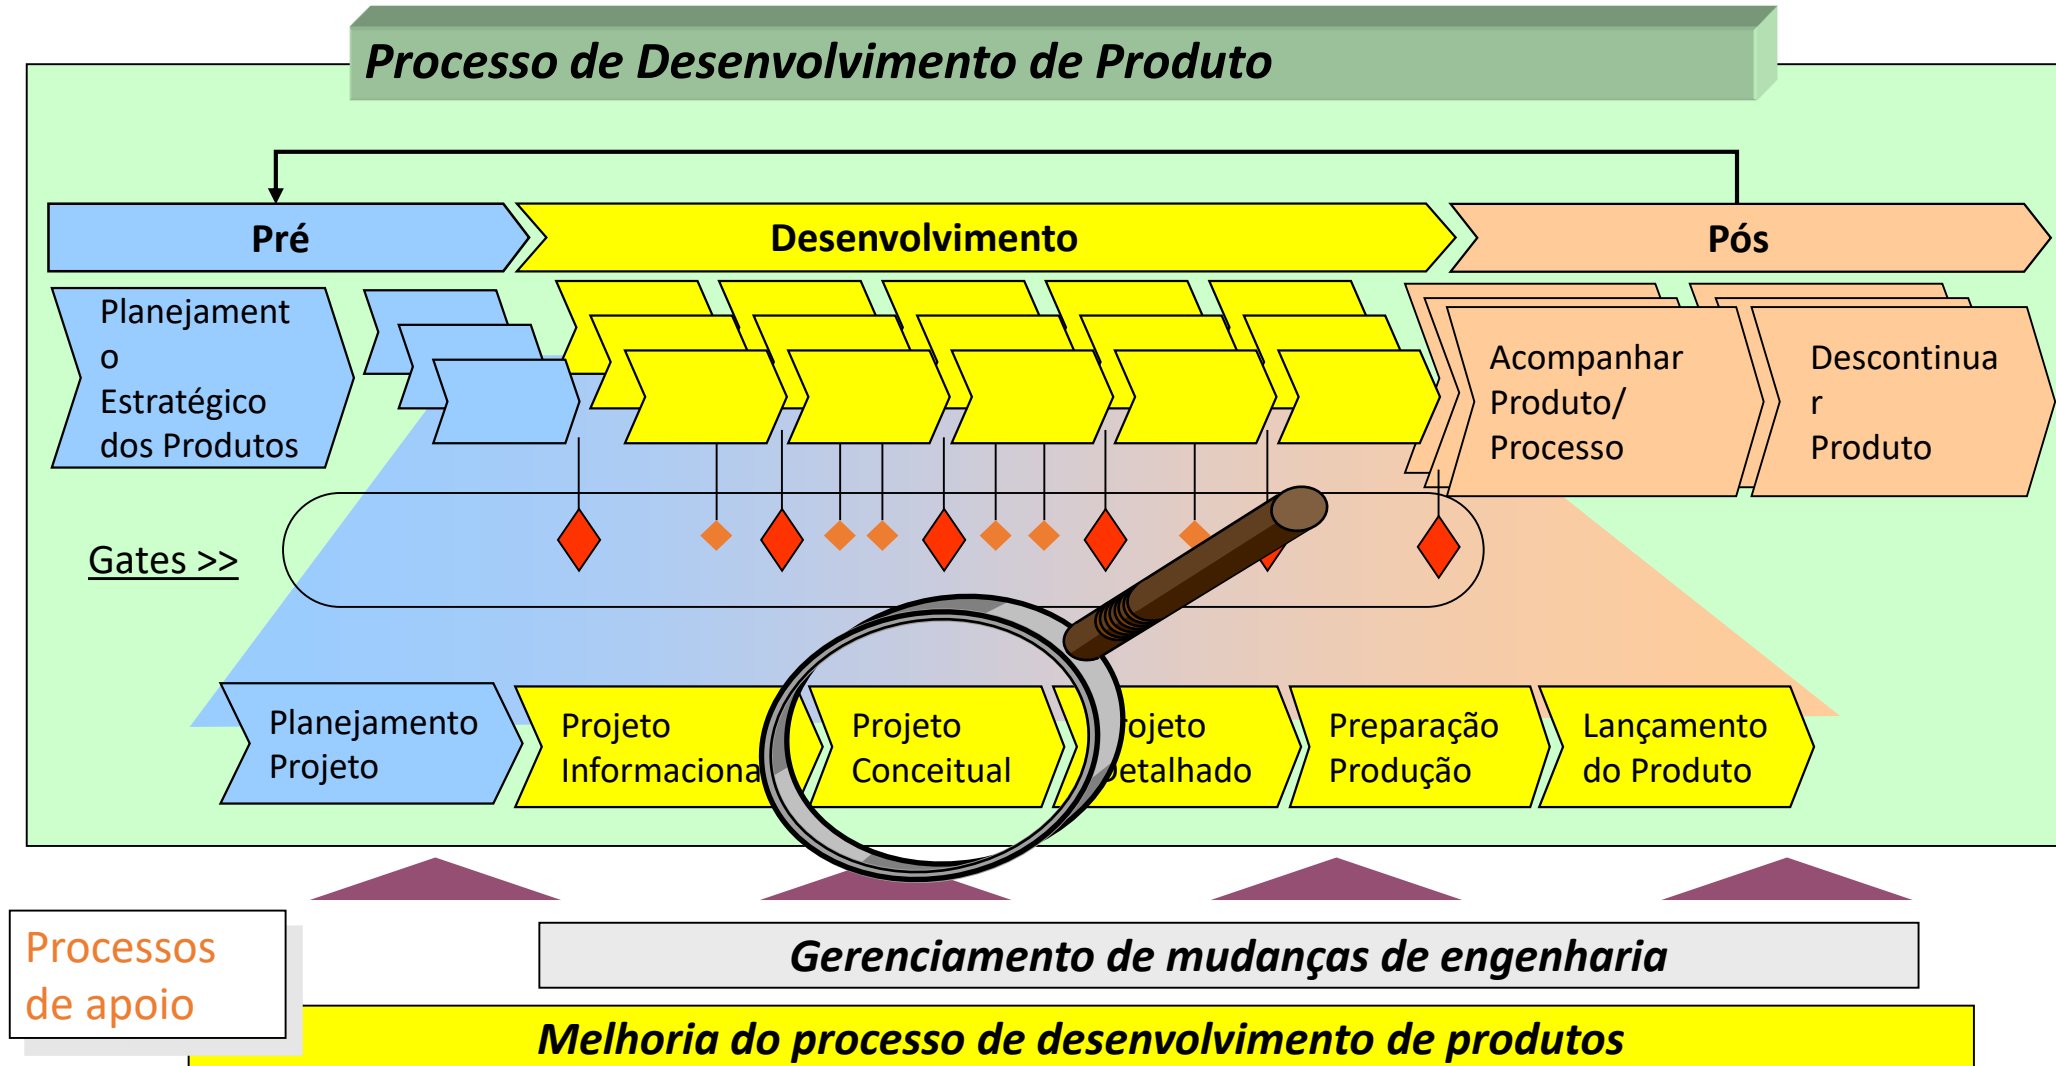 Processo de Desenvolvimento de Produto
Pré
Desenvolvimento
Pós
Planejament
o
Estratégico
dos Produtos
Acompanhar
Produto/
Processo
Descontinua
r
Produto
Gates >>
Planejamento
Projeto
Projeto
Informaciona
Projeto
Conceitual
rojeto
Detalhado
Preparação
Produção
Lançamento
do Produto
Processos
de apoio
Gerenciamento de mudanças de engenharia
Melhoria do processo de desenvolvimento de produtos